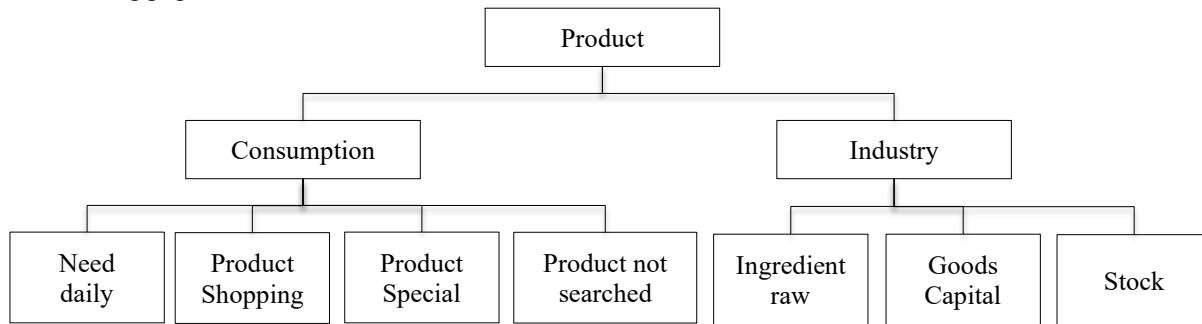 Product
Consumption
Industry
Need
daily
Product
Shopping
Product
Special
Product not
searched
Ingredient
raw
Goods
Capital
Stock